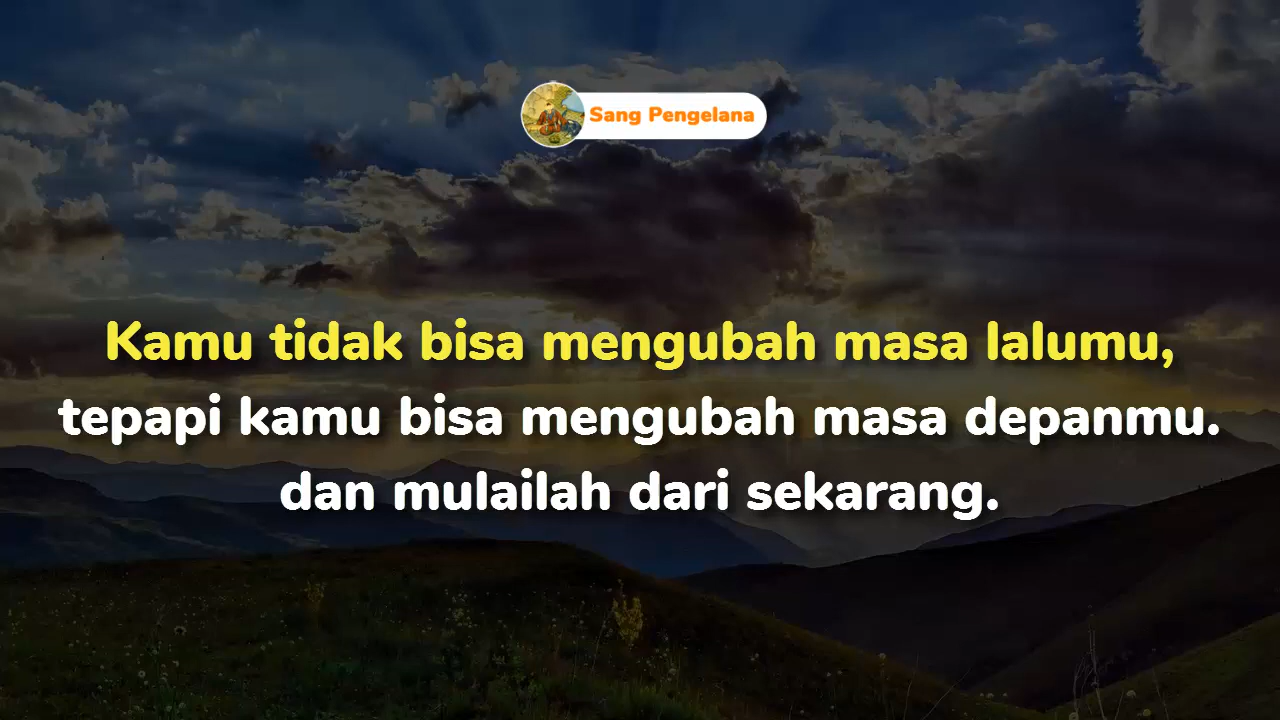 Sang Pengelana
Kamu tidak bisa mengubah masa lalumu,
tepapi kamu bisa mengubah masa depanmu.
dan mulailah dari sekarang.